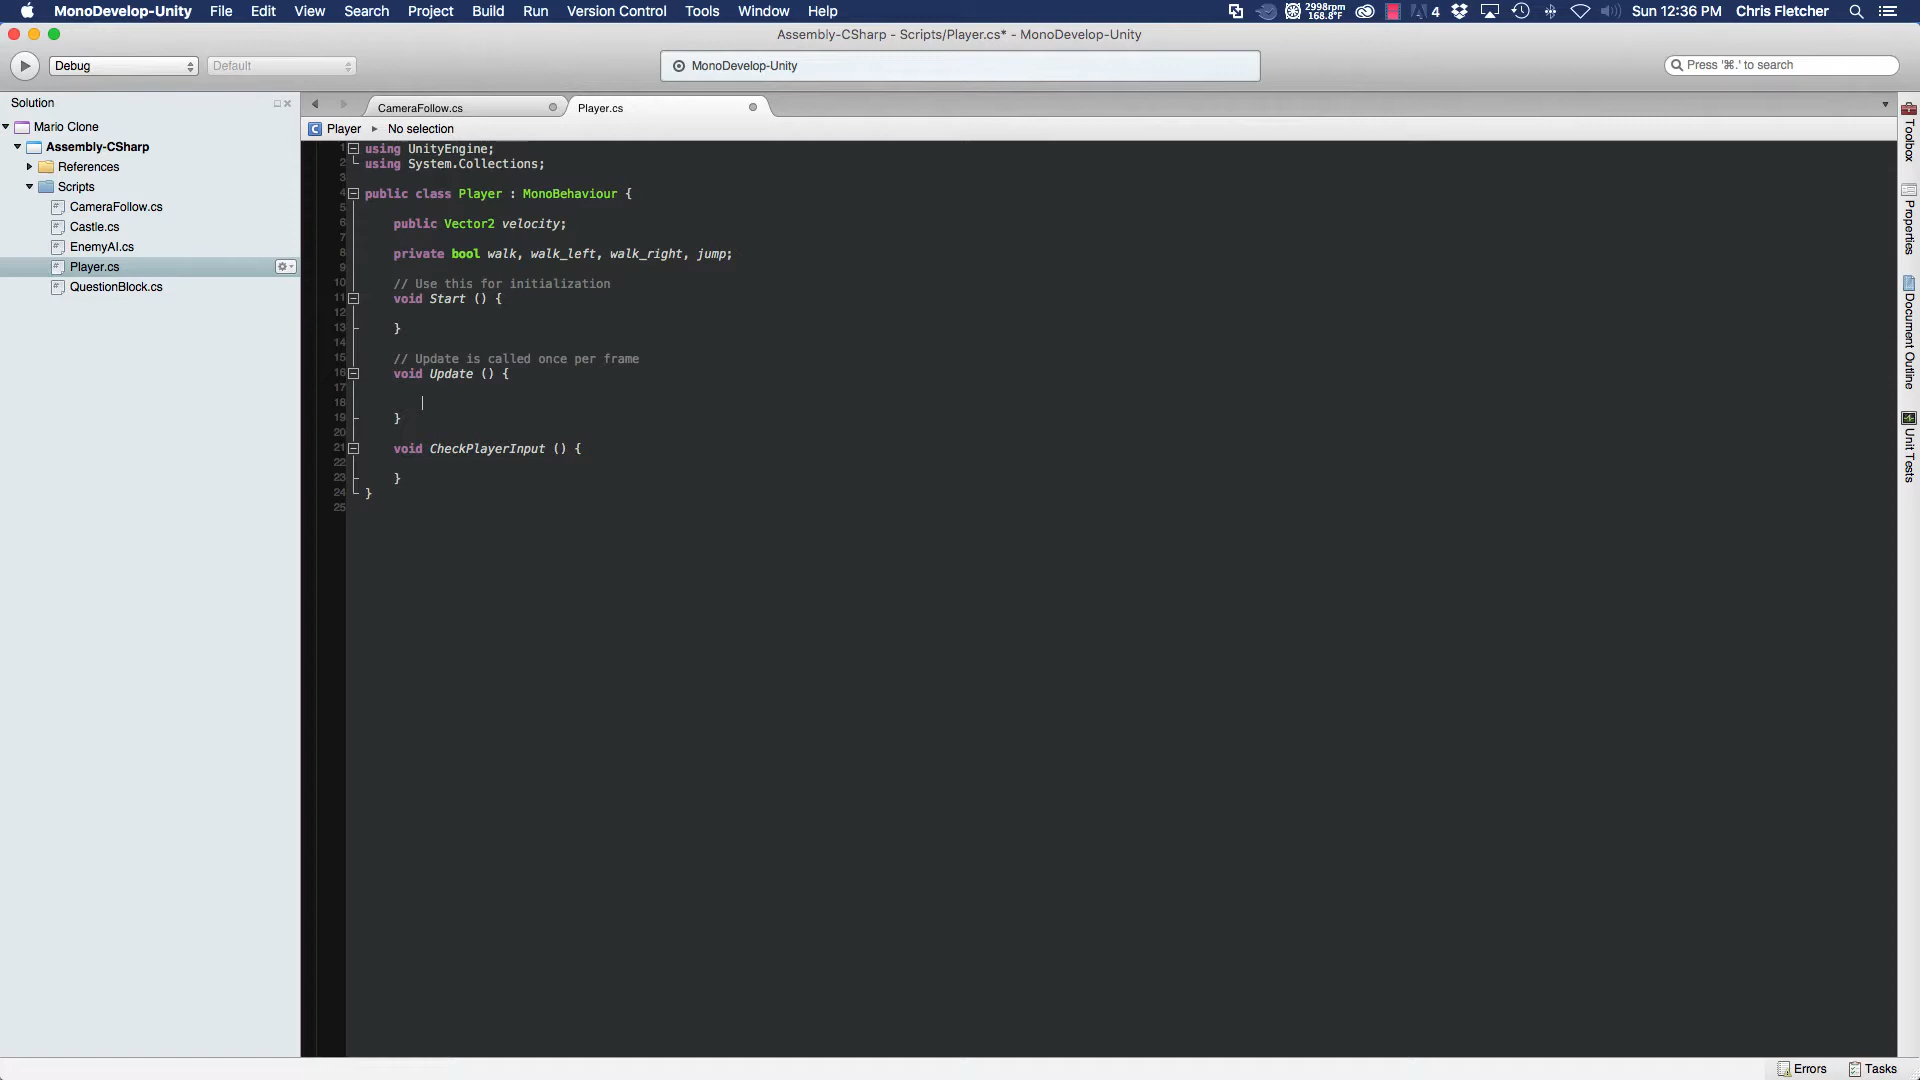 MonoDevelop-Unity File Edit View Search Project Build Run Version Control Tools Window Help 2998rpm 168.8°F 4 Sun 12:36 PM Chris Fletcher
Assembly-CSharp - Scripts/Player.cs* - MonoDevelop-Unity
Debug Default MonoDevelop-Unity Press '⌘.' to search
Solution
Mario Clone
Assembly-CSharp
References
Scripts
CameraFollow.cs
Castle.cs
EnemyAI.cs
Player.cs
QuestionBlock.cs
CameraFollow.cs Player.cs
C Player No selection
1 using UnityEngine;
2 using System.Collections;
3
4 public class Player : MonoBehaviour {
5
6 public Vector2 velocity;
7
8 private bool walk, walk_left, walk_right, jump;
9
10 // Use this for initialization
11 void Start () {
12
13 }
14
15 // Update is called once per frame
16 void Update () {
17
18
19 }
20
21 void CheckPlayerInput () {
22
23 }
24 }
25
Toolbox
Properties
Document Outline
Unit Tests
Errors Tasks